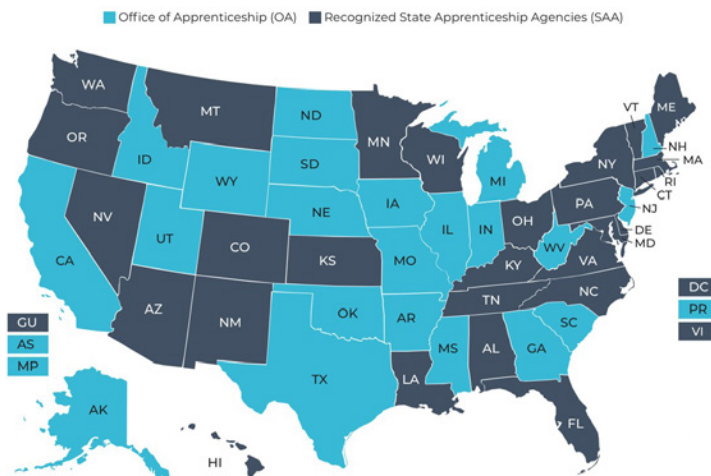 Office of Apprenticeship (OA) Recognized State Apprenticeship Agencies (SAA)
WA
MT
ND
MN
VT
ME
OR
ID
SD
WI
MI
NY
NH
MA
WY
RI
CT
NV
NE
IA
PA
NJ
UT
CO
IL
IN
OH
DE
MD
CA
KS
MO
WV
VA
KY
AZ
NM
OK
AR
TN
NC
DC
GU
SC
PR
AS
MS
AL
GA
VI
MP
TX
LA
AK
FL
HI